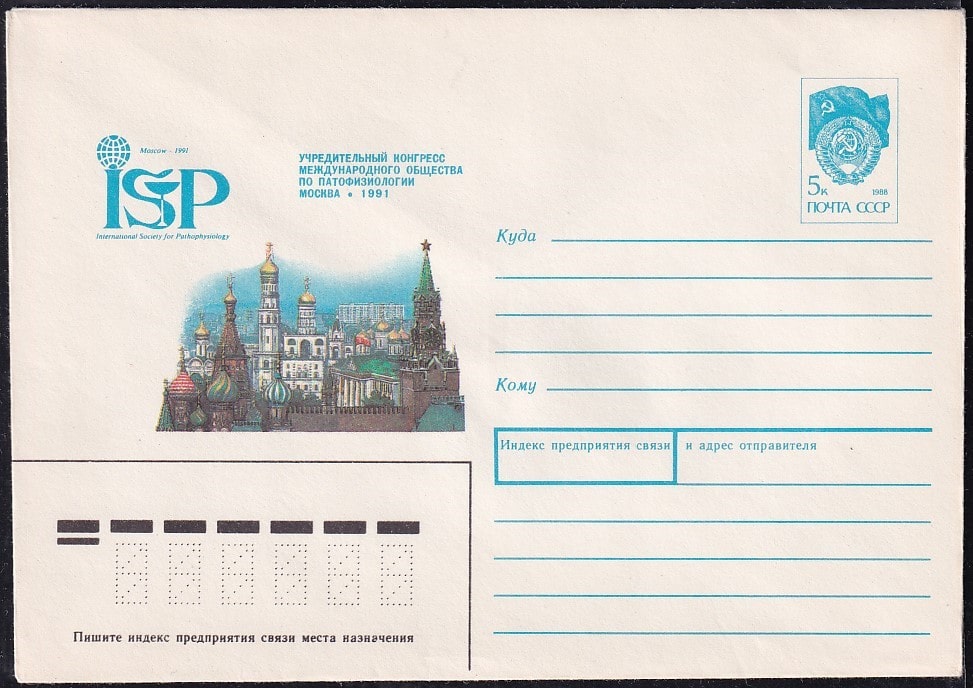 Moscow – 1991
ISP
International Society for Pathophysiology
УЧРЕДИТЕЛЬНЫЙ КОНГРЕСС
МЕЖДУНАРОДНОГО ОБЩЕСТВА
ПО ПАТОФИЗИОЛОГИИ
МОСКВА • 1991
5к 1988
ПОЧТА СССР
Куда
Кому
Индекс предприятия связи и адрес отправителя
Пишите индекс предприятия связи места назначения